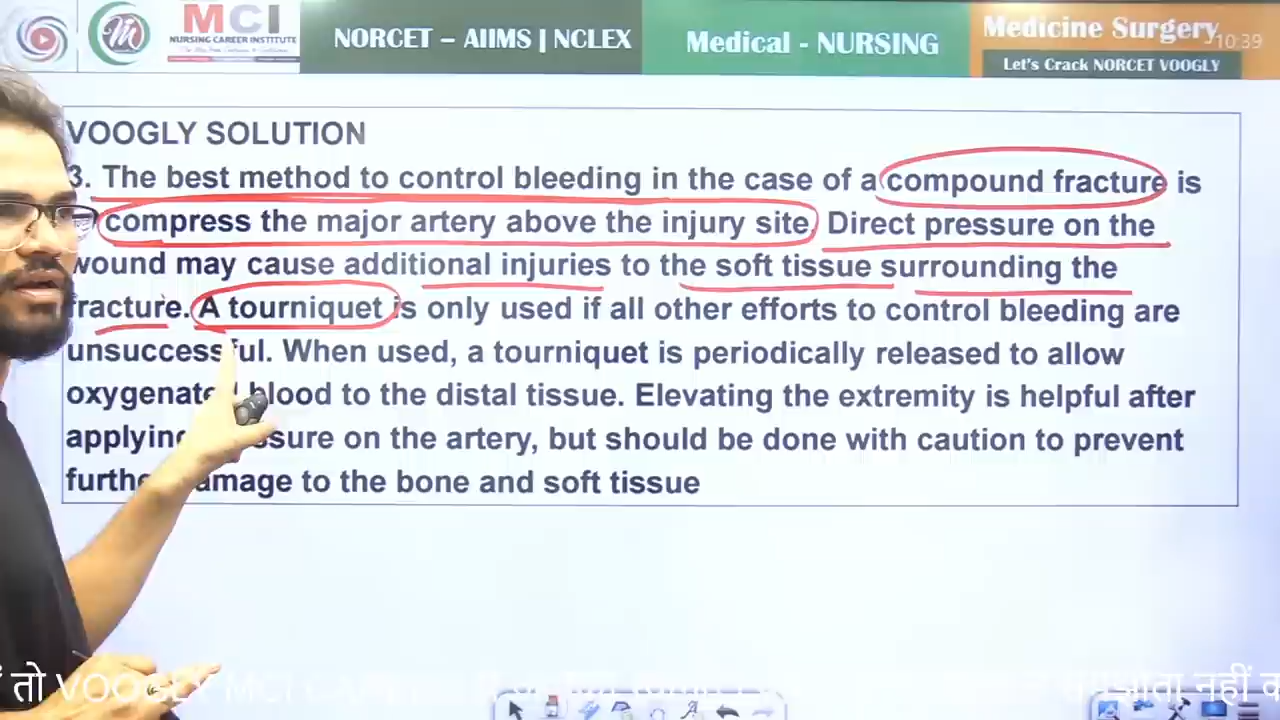 MCI
NURSING CAREER INSTITUTE
NORCET – AIIMS | NCLEX
Medical - NURSING
Medicine Surgery
10:39
Let's Crack NORCET VOOGLY
VOOGLY SOLUTION
3. The best method to control bleeding in the case of a compound fracture is
compress the major artery above the injury site. Direct pressure on the
wound may cause additional injuries to the soft tissue surrounding the
fracture. A tourniquet is only used if all other efforts to control bleeding are
unsuccessful. When used, a tourniquet is periodically released to allow
oxygenated blood to the distal tissue. Elevating the extremity is helpful after
applying pressure on the artery, but should be done with caution to prevent
further damage to the bone and soft tissue
तो VOOGLY MCI नहीं